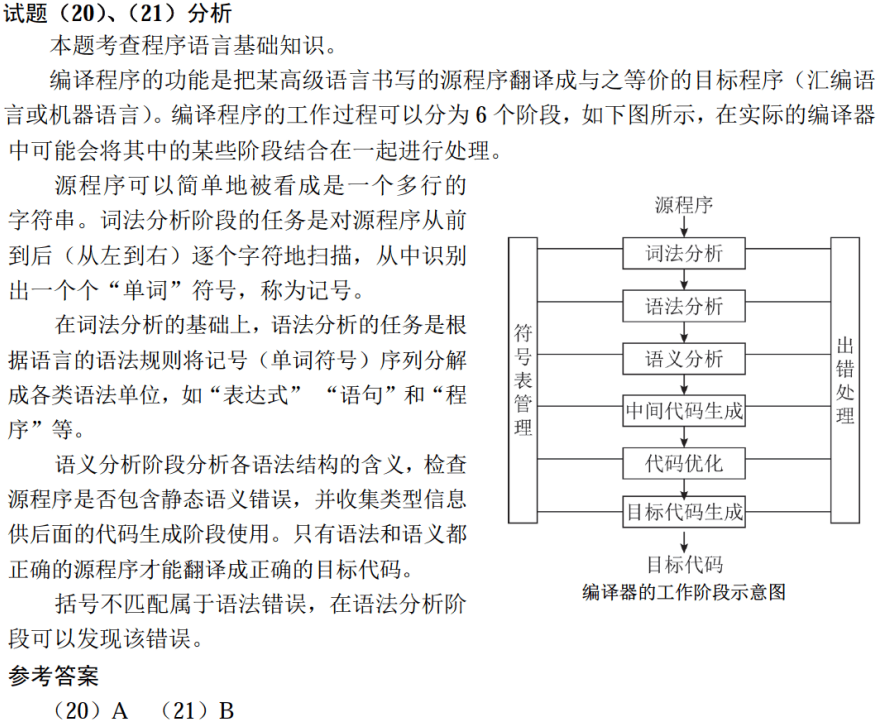 试题（20）、（21）分析
本题考查程序语言基础知识。
编译程序的功能是把某高级语言书写的源程序翻译成与之等价的目标程序（汇编语
言或机器语言）。编译程序的工作过程可以分为 6 个阶段，如下图所示，在实际的编译器
中可能会将其中的某些阶段结合在一起进行处理。
源程序可以简单地被看成是一个多行的
字符串。词法分析阶段的任务是对源程序从前
到后（从左到右）逐个字符地扫描，从中识别
出一个个“单词”符号，称为记号。
在词法分析的基础上，语法分析的任务是根
据语言的语法规则将记号（单词符号）序列分解
成各类语法单位，如“表达式” “语句”和“程
序”等。
语义分析阶段分析各语法结构的含义，检查
源程序是否包含静态语义错误，并收集类型信息
供后面的代码生成阶段使用。只有语法和语义都
正确的源程序才能翻译成正确的目标代码。
括号不匹配属于语法错误，在语法分析阶
段可以发现该错误。
源程序
词法分析
语法分析
语义分析
中间代码生成
代码优化
目标代码生成
目标代码
符号表管理
出错处理
编译器的工作阶段示意图
参考答案
（20）A （21）B